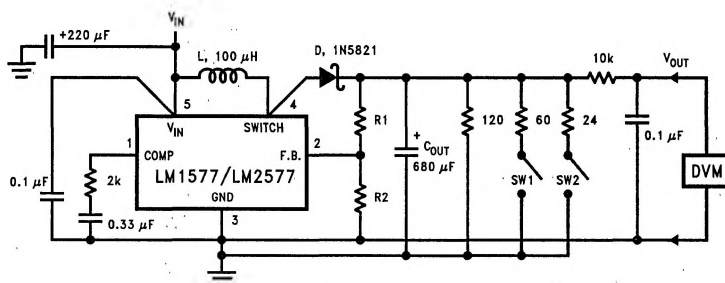 V_IN
+220 µF
L, 100 µH
D, 1N5821
5
4
V_IN
SWITCH
1
COMP
F.B.
2
LM1577/LM2577
GND
3
0.1 µF
2k
0.33 µF
R1
R2
+
C_OUT
680 µF
120
60
24
SW1
SW2
10k
V_OUT
0.1 µF
DVM